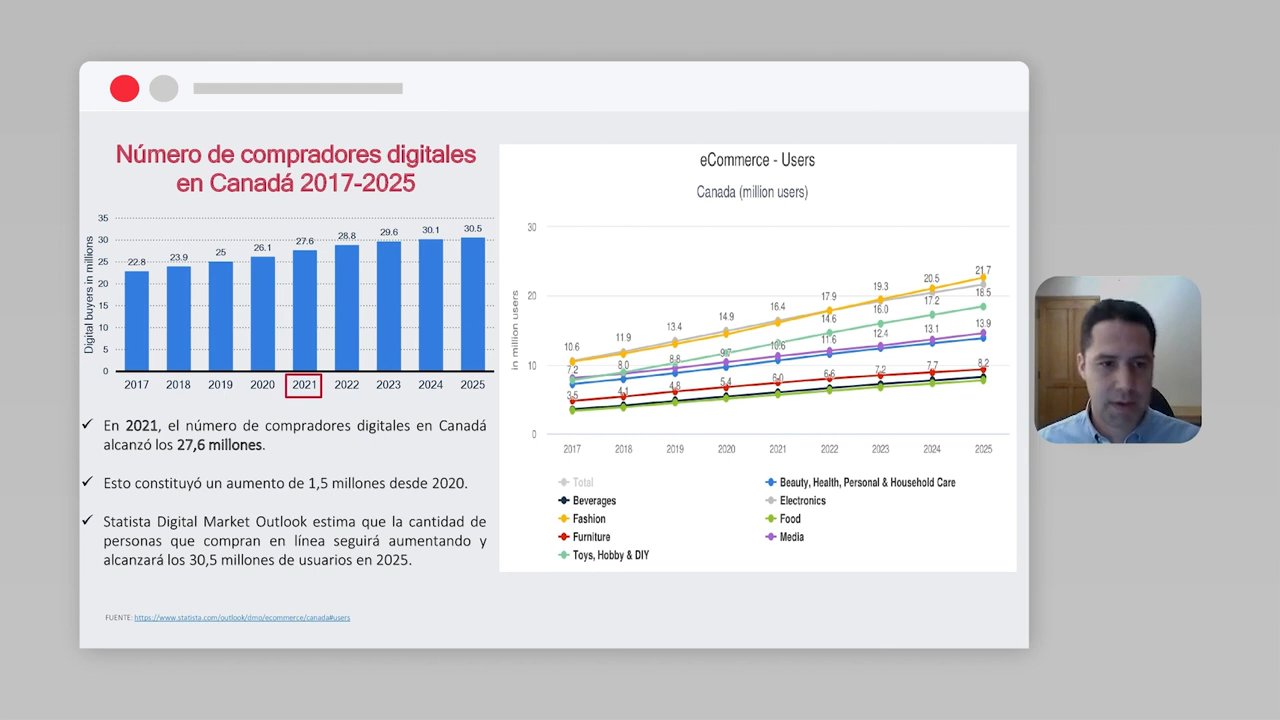 Número de compradores digitales
en Canadá 2017-2025
Digital buyers in millions
35
30
25
20
15
10
5
0
22.8
23.9
25
26.1
27.6
28.8
29.6
30.1
30.5
2017 2019 2020 2021 2022 2023 2024 2025
✓ En 2021, el número de compradores digitales en Canadá
alcanzó los 27,6 millones.
✓ Esto constituyó un aumento de 1,5 millones desde 2020.
✓ Statista Digital Market Outlook estima que la cantidad de
personas que compran en línea seguirá aumentando y
alcanzará los 30,5 millones de usuarios en 2025.
FUENTE: https://www.statista.com/outlook/dmo/ecommerce/canada#users
eCommerce - Users
Canada (million users)
in million users
30
20
10
0
10.6 11.9 13.4 14.9 16.4 17.9 19.3 20.5 21.7
14.6 16.0 17.2 18.5
7.2 8.0 8.8 9.7 11.6 12.4 13.1 13.9
3.5 4.1 4.8 5.4 6.0 6.6 7.2 7.7 8.2
2017 2018 2019 2020 2021 2022 2023 2024 2025
Total
Beauty, Health, Personal & Household Care
Beverages
Electronics
Fashion
Food
Furniture
Media
Toys, Hobby & DIY